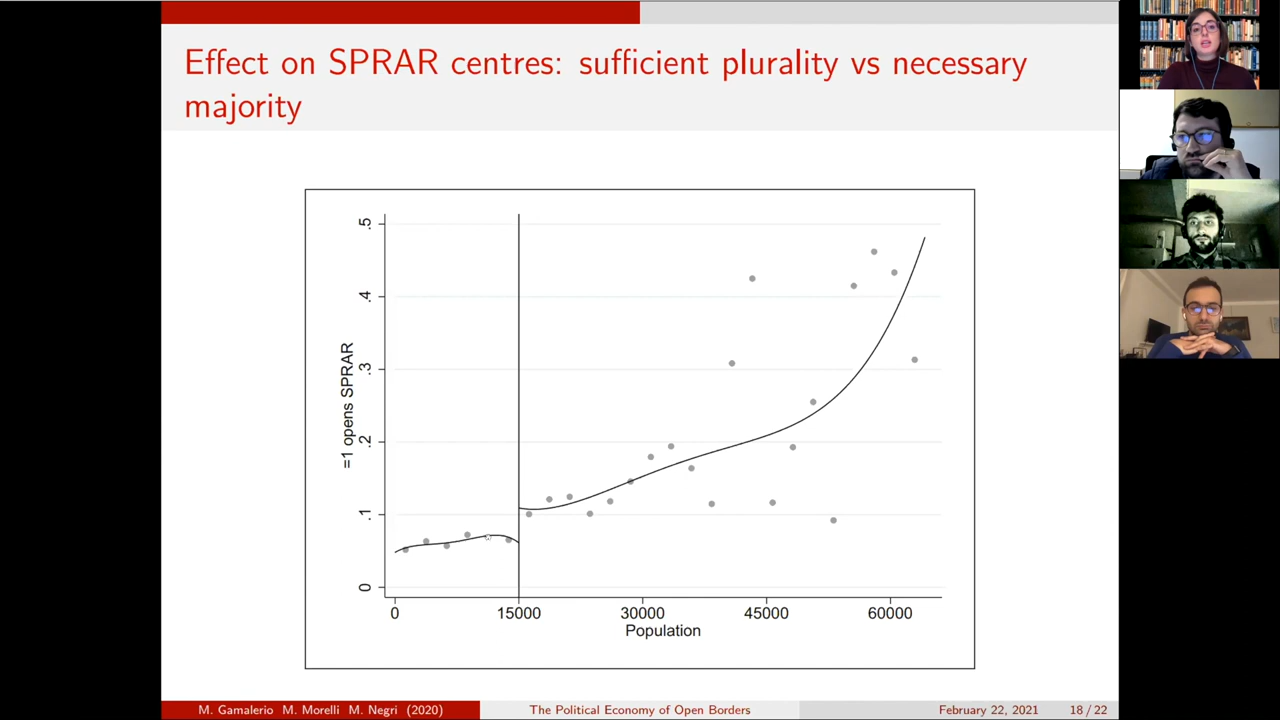 Effect on SPRAR centres: sufficient plurality vs necessary
majority
=1 opens SPRAR
.5
.4
.3
.2
.1
0
0 15000 30000 45000 60000
Population
M. Gamalerio M. Morelli M. Negri (2020) The Political Economy of Open Borders February 22, 2021 18 / 22